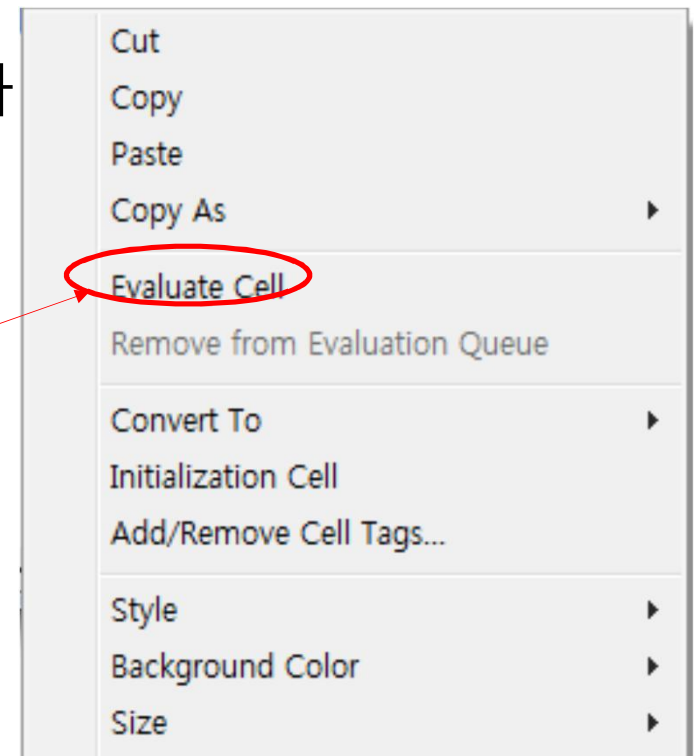 Cut
Copy
Paste
Copy As
Evaluate Cell
Remove from Evaluation Queue
Convert To
Initialization Cell
Add/Remove Cell Tags...
Style
Background Color
Size